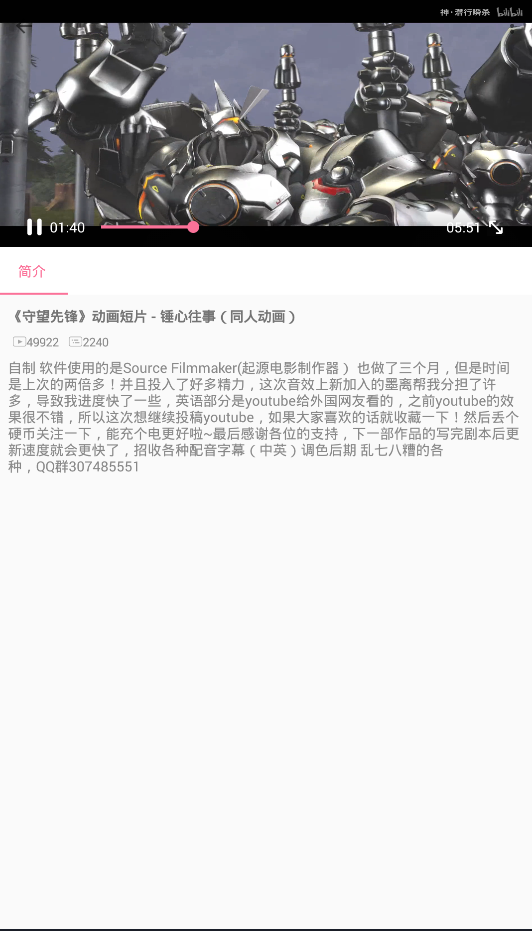 神·潜行瞬杀 bilibili
01:40 05:51
简介
《守望先锋》动画短片 - 锤心往事（同人动画）
49922 2240
自制 软件使用的是Source Filmmaker(起源电影制作器） 也做了三个月，但是时间
是上次的两倍多！并且投入了好多精力，这次音效上新加入的墨离帮我分担了许
多，导致我进度快了一些，英语部分是youtube给外国网友看的，之前youtube的效
果很不错，所以这次想继续投稿youtube，如果大家喜欢的话就收藏一下！然后丢个
硬币关注一下，能充个电更好啦~最后感谢各位的支持，下一部作品的写完剧本后更
新速度就会更快了，招收各种配音字幕（中英）调色后期 乱七八糟的各
种，QQ群307485551